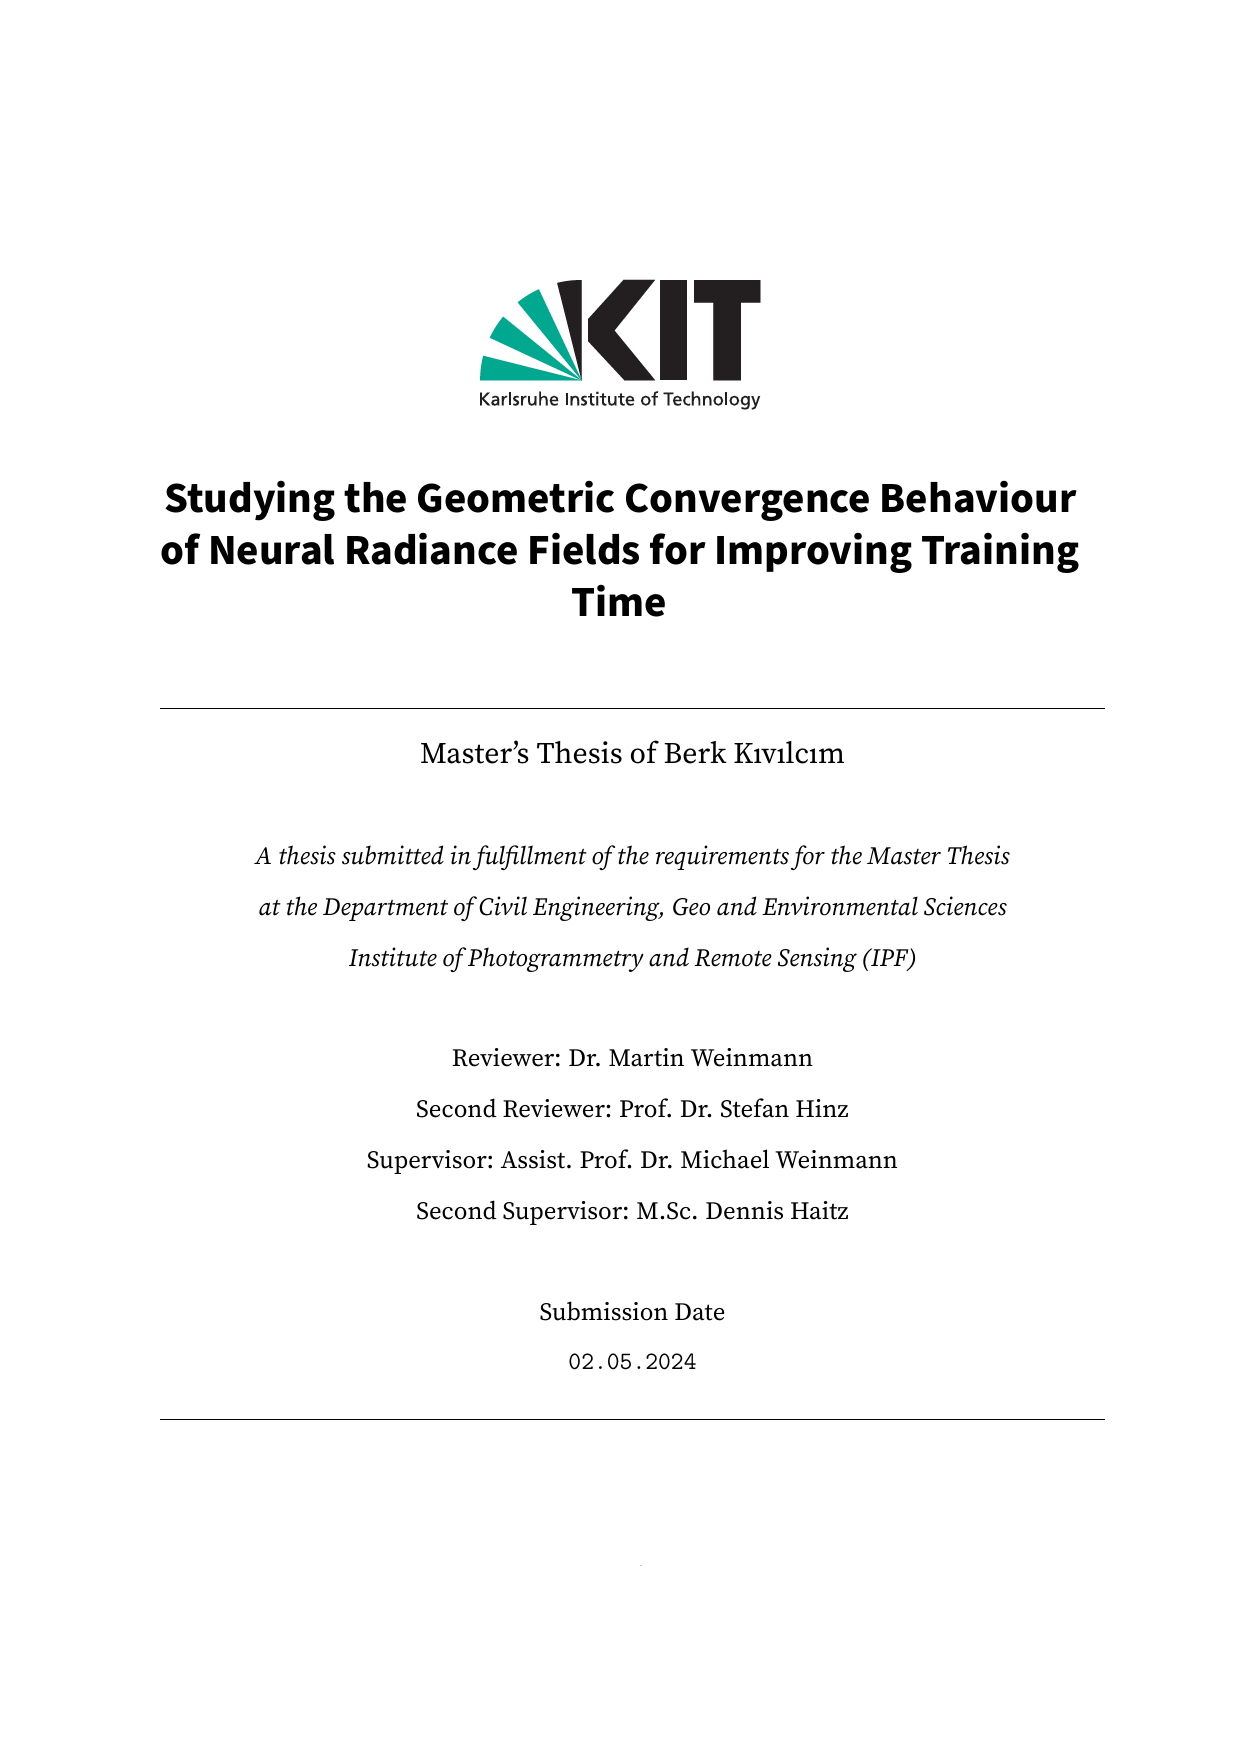 KIT
Karlsruhe Institute of Technology
Studying the Geometric Convergence Behaviour
of Neural Radiance Fields for Improving Training
Time
Master’s Thesis of Berk Kıvılcım
A thesis submitted in fulfillment of the requirements for the Master Thesis
at the Department of Civil Engineering, Geo and Environmental Sciences
Institute of Photogrammetry and Remote Sensing (IPF)
Reviewer: Dr. Martin Weinmann
Second Reviewer: Prof. Dr. Stefan Hinz
Supervisor: Assist. Prof. Dr. Michael Weinmann
Second Supervisor: M.Sc. Dennis Haitz
Submission Date
02.05.2024